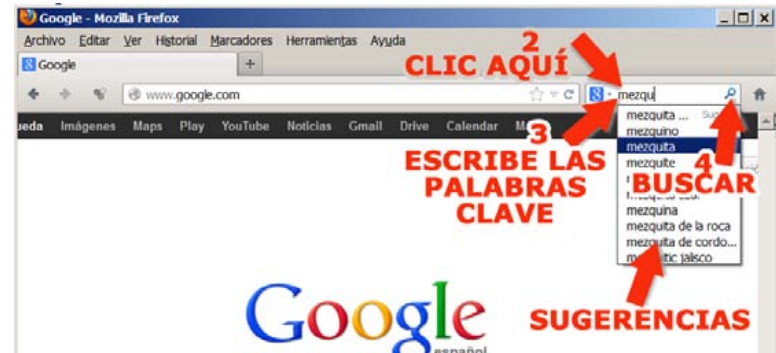 Google - Mozilla Firefox
Archivo Editar Ver Historial Marcadores Herramientas Ayuda
Google
2
CLIC AQUÍ
www.google.com
mezqu
ueda Imágenes Maps Play YouTube Noticias Gmail Drive Calendar
mezquita ...
mezquino
mezquita
mezquite
mezquina
mezquita de la roca
mezquita de cordo...
jalisco
3
ESCRIBE LAS
PALABRAS
CLAVE
4
BUSCAR
Google
español
SUGERENCIAS